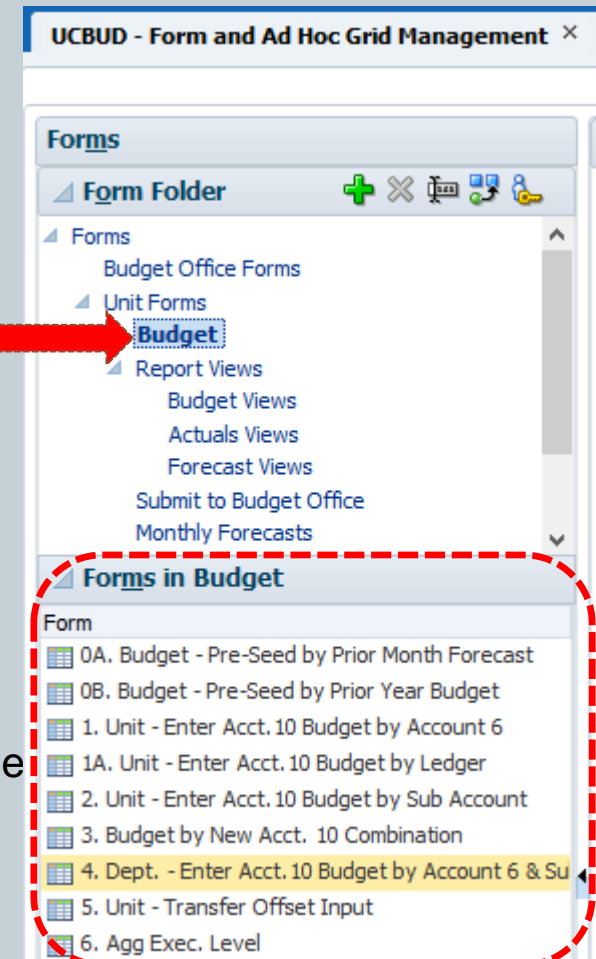 UCBUD - Form and Ad Hoc Grid Management ×
Forms
Form Folder
Forms
Budget Office Forms
Unit Forms
Budget
Report Views
Budget Views
Actuals Views
Forecast Views
Submit to Budget Office
Monthly Forecasts
Forms in Budget
Form
0A. Budget - Pre-Seed by Prior Month Forecast
0B. Budget - Pre-Seed by Prior Year Budget
1. Unit - Enter Acct. 10 Budget by Account 6
e
1A. Unit - Enter Acct. 10 Budget by Ledger
2. Unit - Enter Acct. 10 Budget by Sub Account
3. Budget by New Acct. 10 Combination
4. Dept. - Enter Acct. 10 Budget by Account 6 & Su
5. Unit - Transfer Offset Input
6. Agg Exec. Level